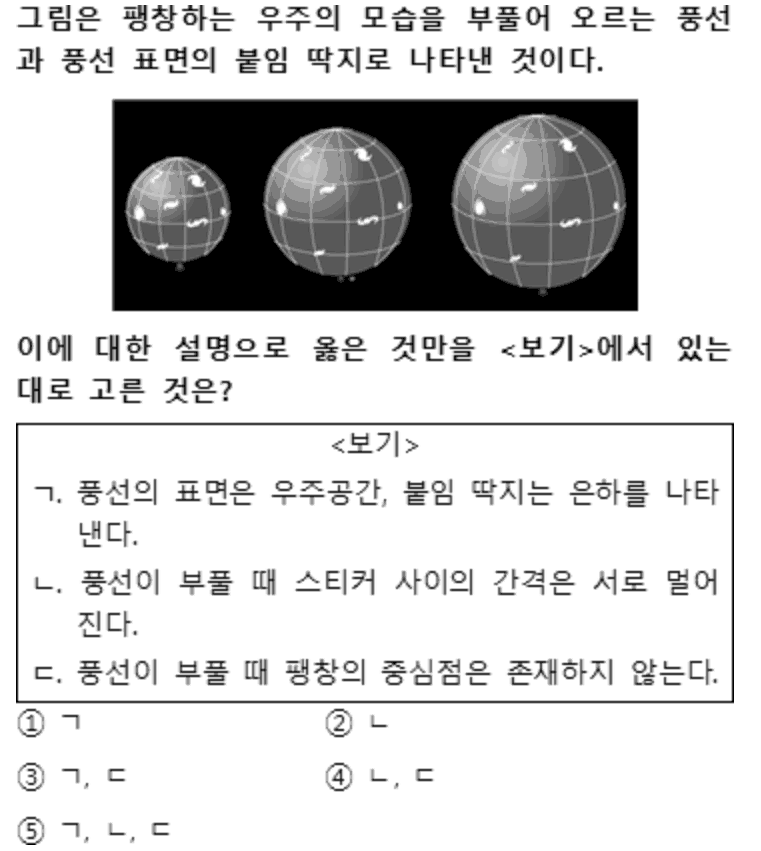 그림은 팽창하는 우주의 모습을 부풀어 오르는 풍선
과 풍선 표면의 붙임 딱지로 나타낸 것이다.
이에 대한 설명으로 옳은 것만을 <보기>에서 있는
대로 고른 것은?
<보기>
ㄱ. 풍선의 표면은 우주공간, 붙임 딱지는 은하를 나타
낸다.
ㄴ. 풍선이 부풀 때 스티커 사이의 간격은 서로 멀어
진다.
ㄷ. 풍선이 부풀 때 팽창의 중심점은 존재하지 않는다.
① ㄱ ② ㄴ
③ ㄱ, ㄷ ④ ㄴ, ㄷ
⑤ ㄱ, ㄴ, ㄷ